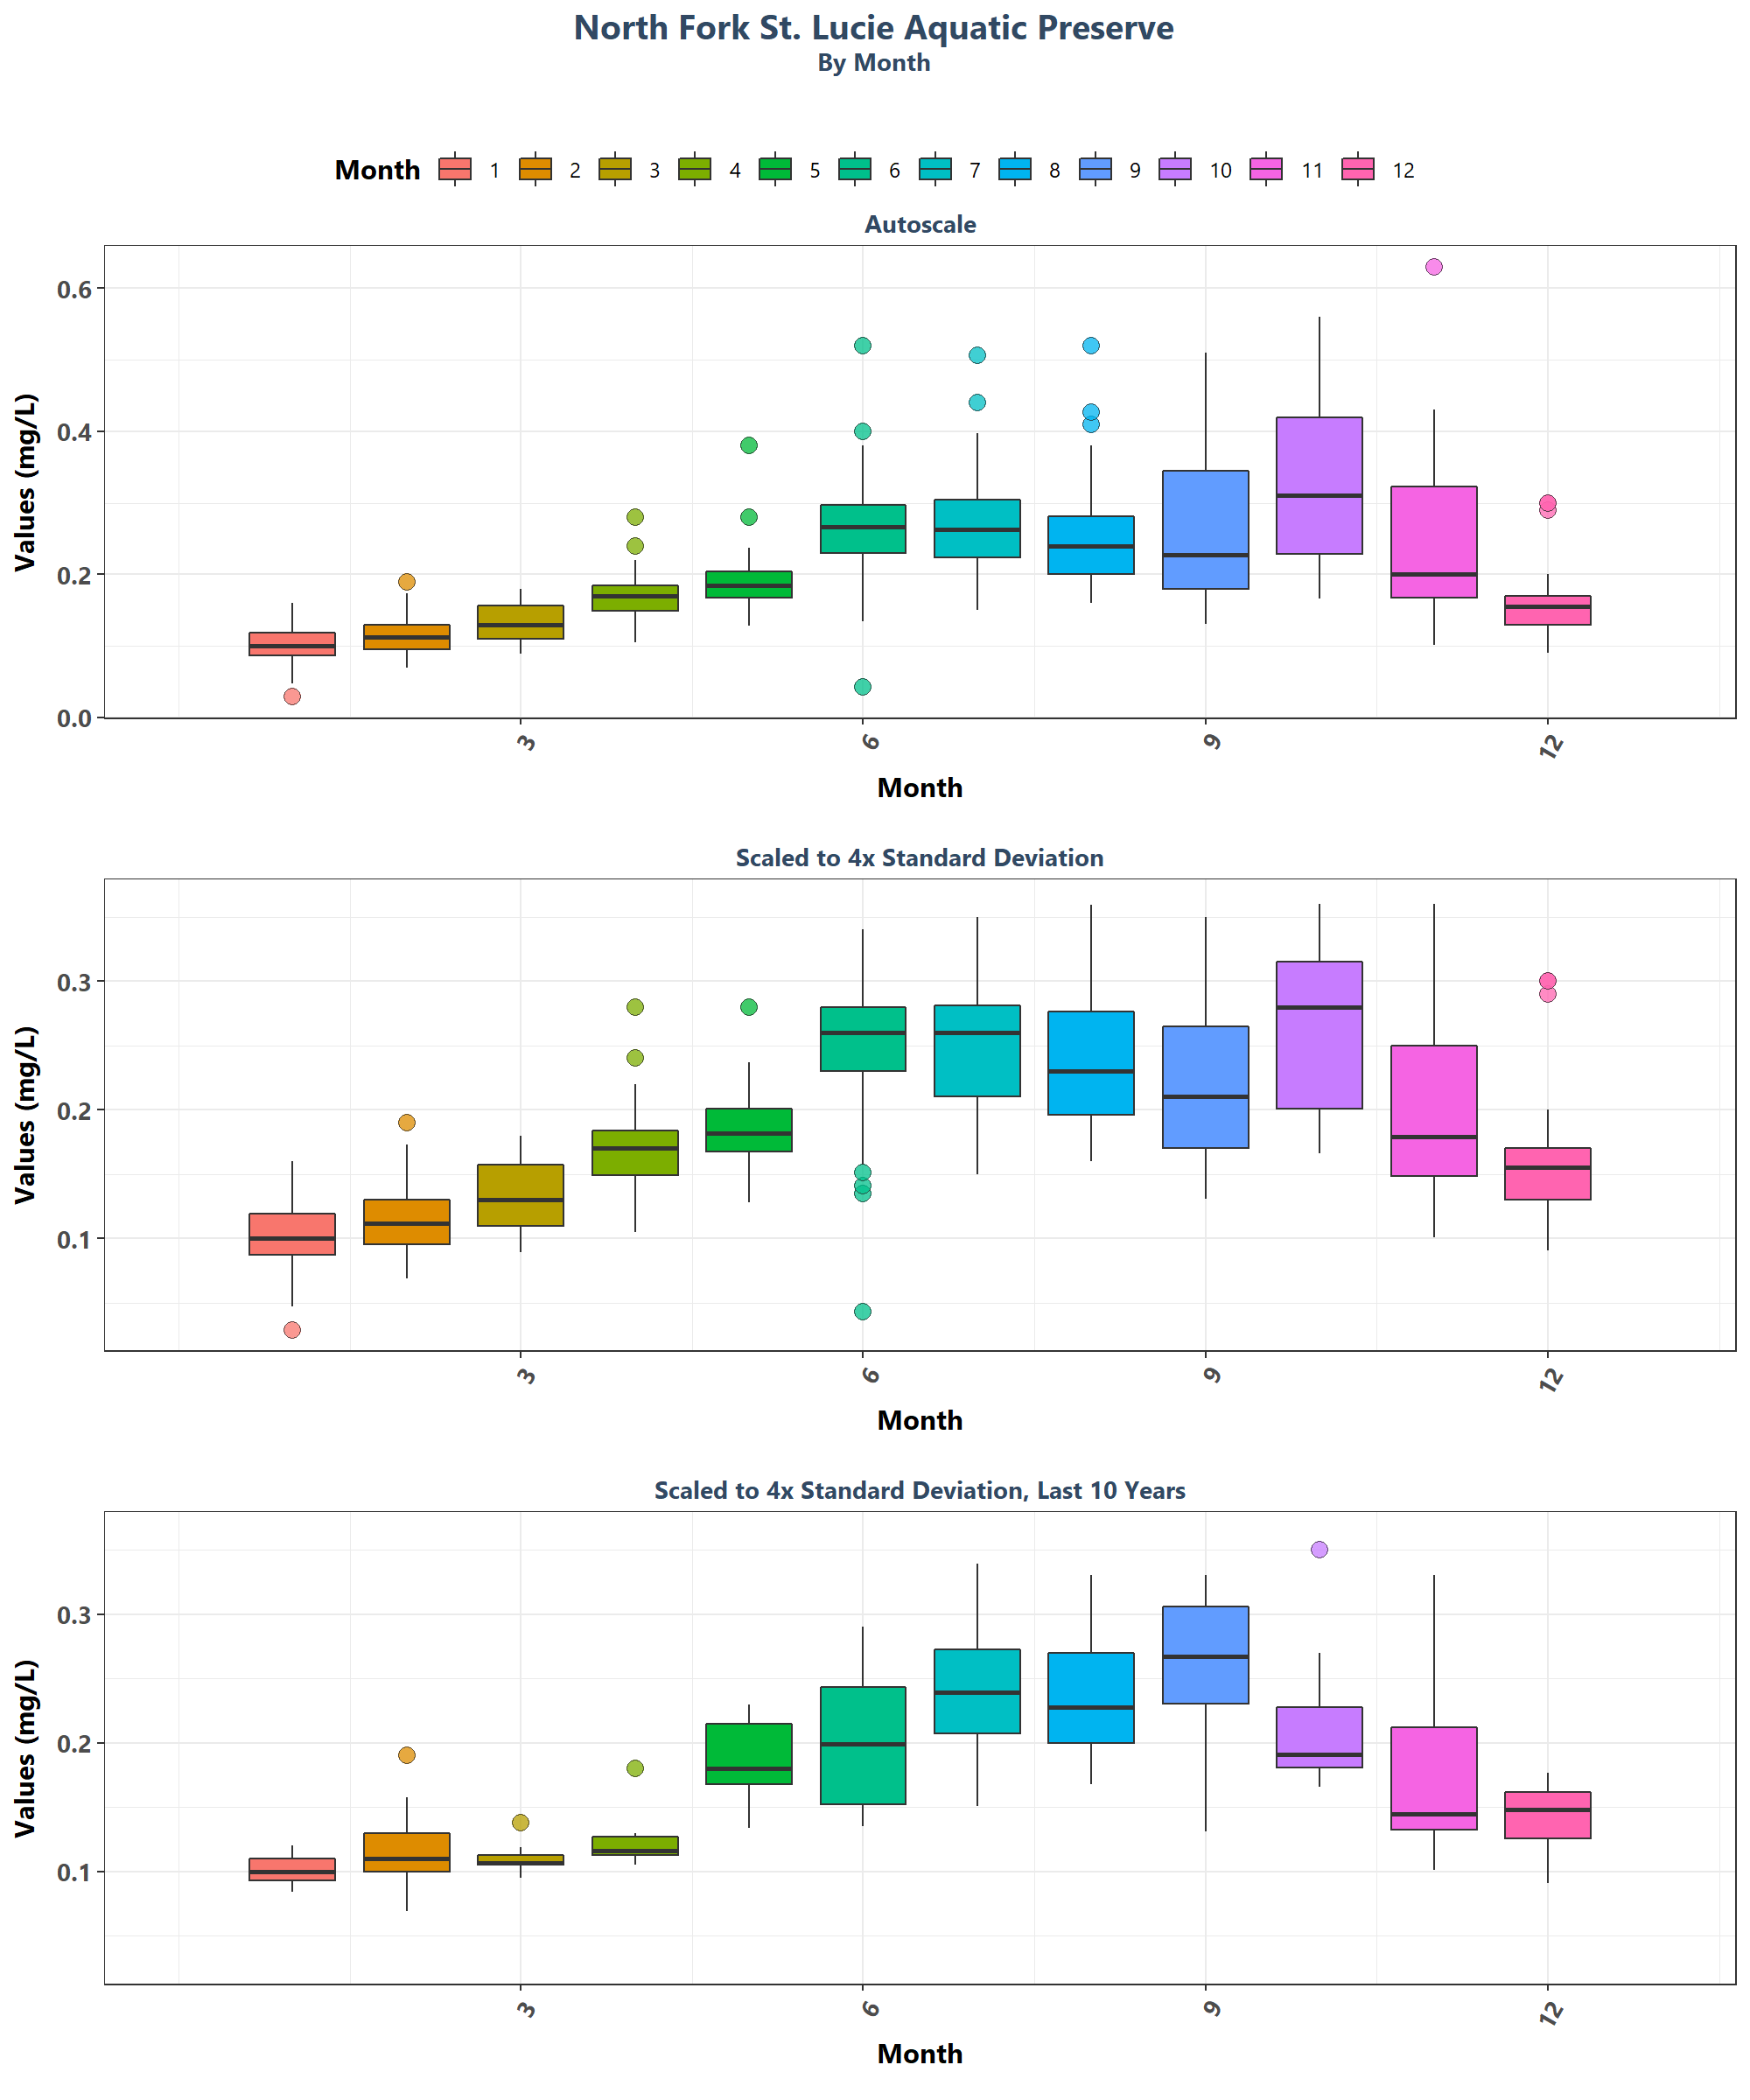 North Fork St. Lucie Aquatic Preserve
By Month
Month 1 2 3 4 5 6 7 8 9 10 11 12
Autoscale
Values (mg/L)
0.6
0.4
0.2
0.0
3 6 9 12
Month
Scaled to 4x Standard Deviation
Values (mg/L)
0.3
0.2
0.1
3 6 9 12
Month
Scaled to 4x Standard Deviation, Last 10 Years
Values (mg/L)
0.3
0.2
0.1
3 6 9 12
Month